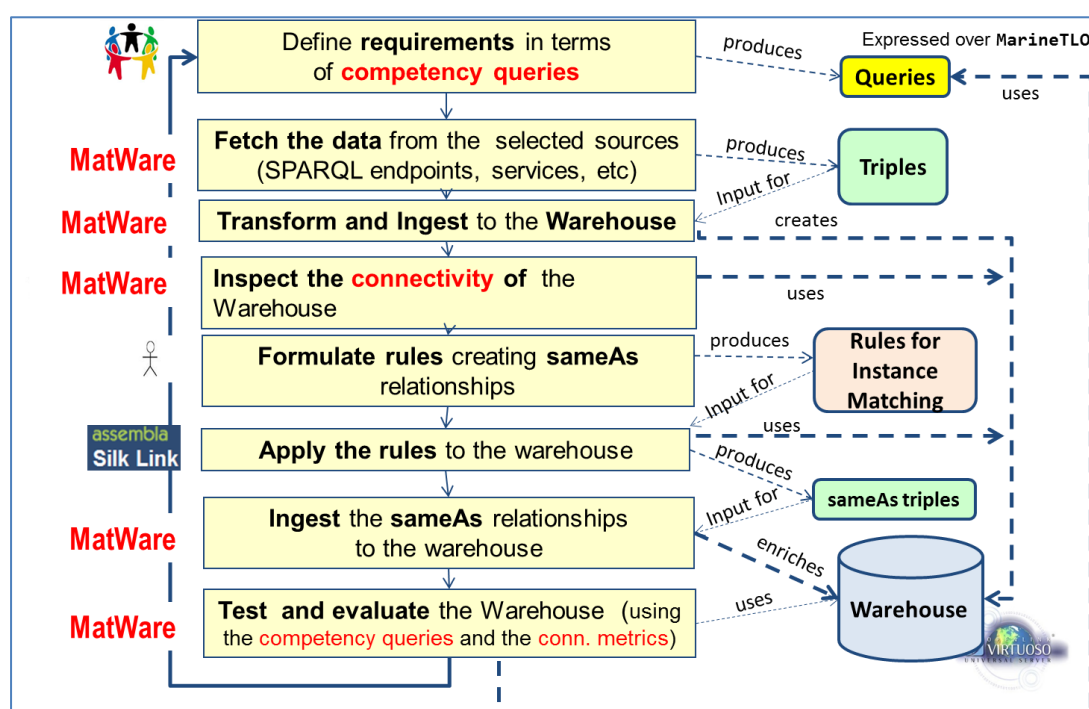 Define requirements in terms
of competency queries
produces
Expressed over MarineTLO
Queries
uses
MatWare
Fetch the data from the selected sources
(SPARQL endpoints, services, etc)
produces
Triples
Input for
MatWare
Transform and Ingest to the Warehouse
creates
MatWare
Inspect the connectivity of the
Warehouse
uses
Formulate rules creating sameAs
relationships
produces
Rules for
Instance
Matching
Input for
assembla
Silk Link
Apply the rules to the warehouse
uses
produces
sameAs triples
Input for
MatWare
Ingest the sameAs relationships
to the warehouse
enriches
Warehouse
MatWare
Test and evaluate the Warehouse (using
the competency queries and the conn. metrics)
uses
VIRTUOSO
UNIVERSAL SERVER